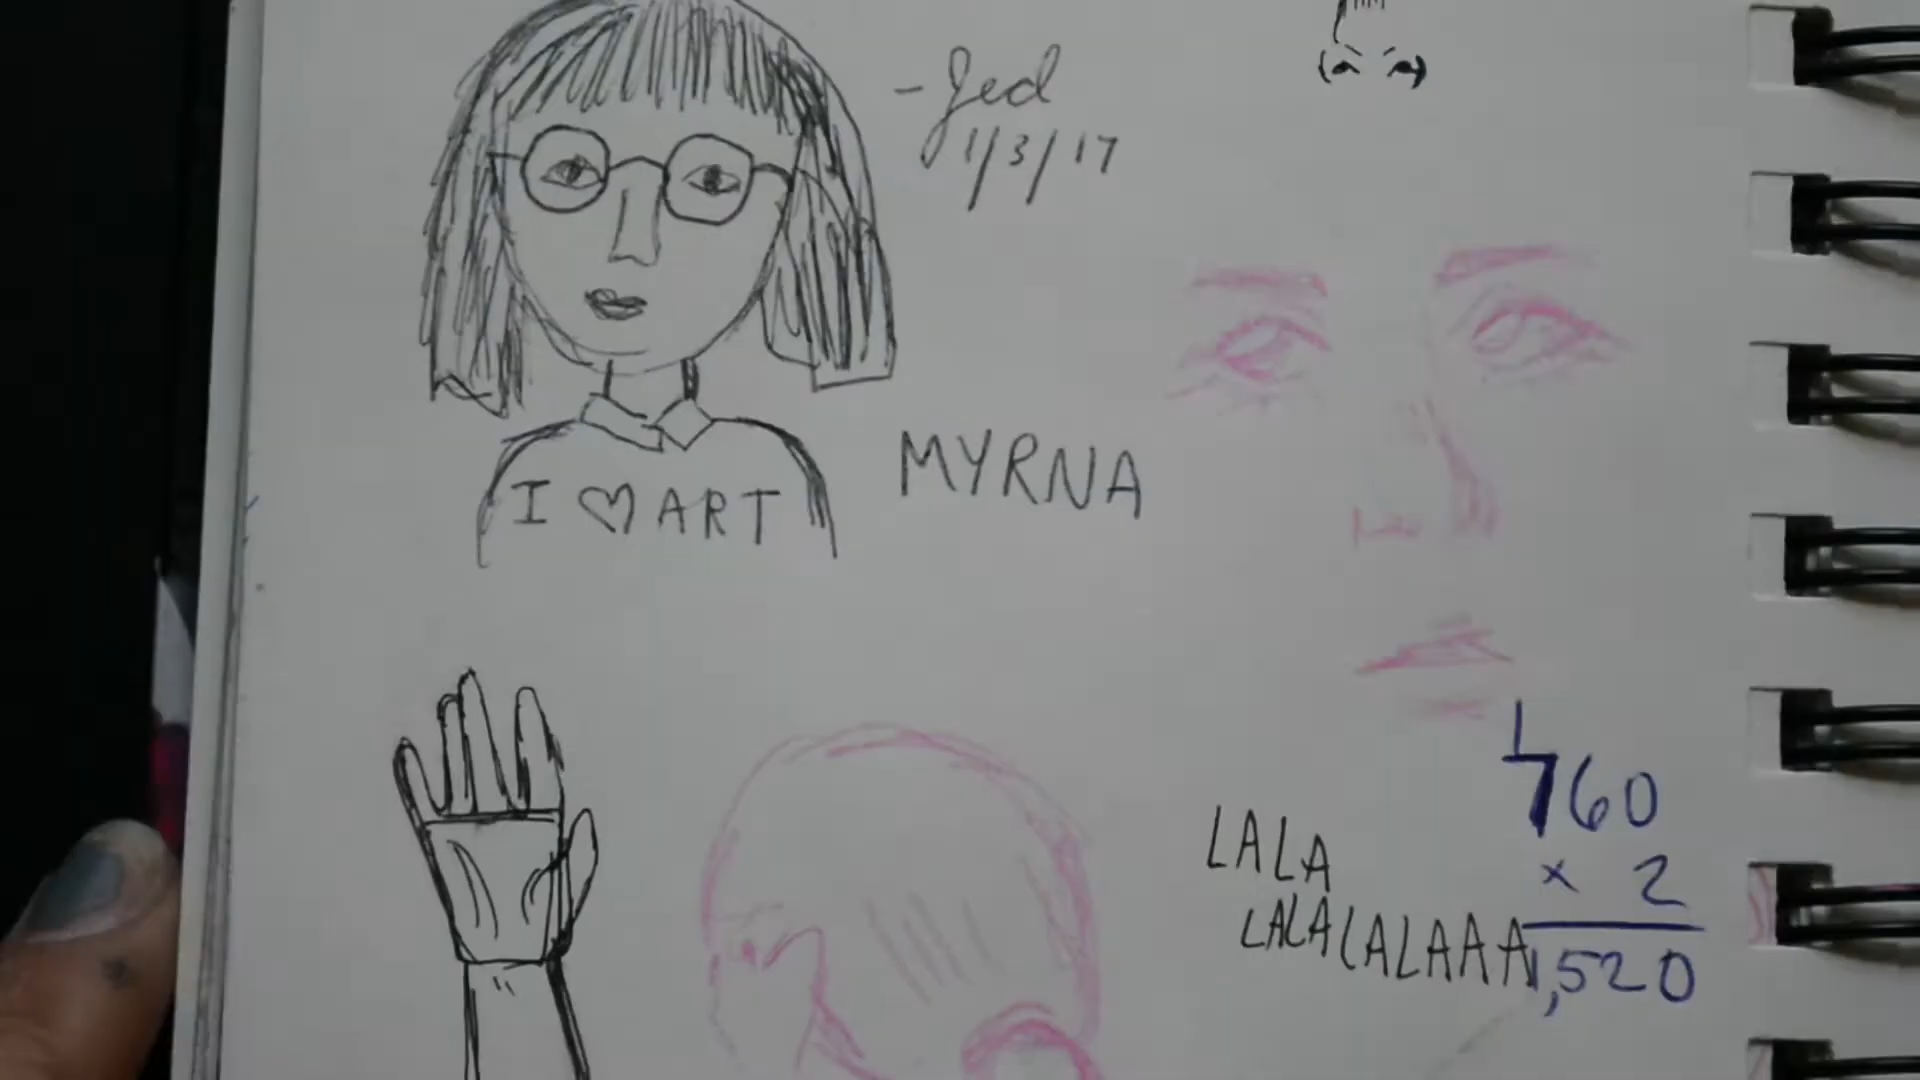 -Jed
1/3/17
MYRNA
I ♡ ART
1
760
x 2
1,520
LALA
LALALALAAA